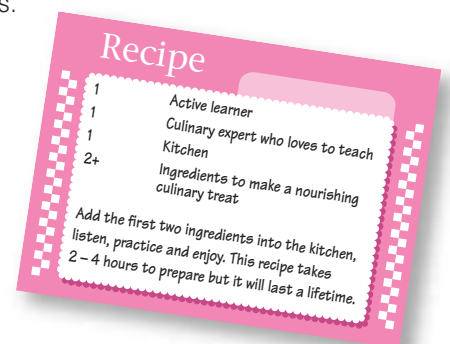 s.
Recipe
1 Active learner
1 Culinary expert who loves to teach
1 Kitchen
2+ Ingredients to make a nourishing
culinary treat
Add the first two ingredients into the kitchen,
listen, practice and enjoy. This recipe takes
2 – 4 hours to prepare but it will last a lifetime.